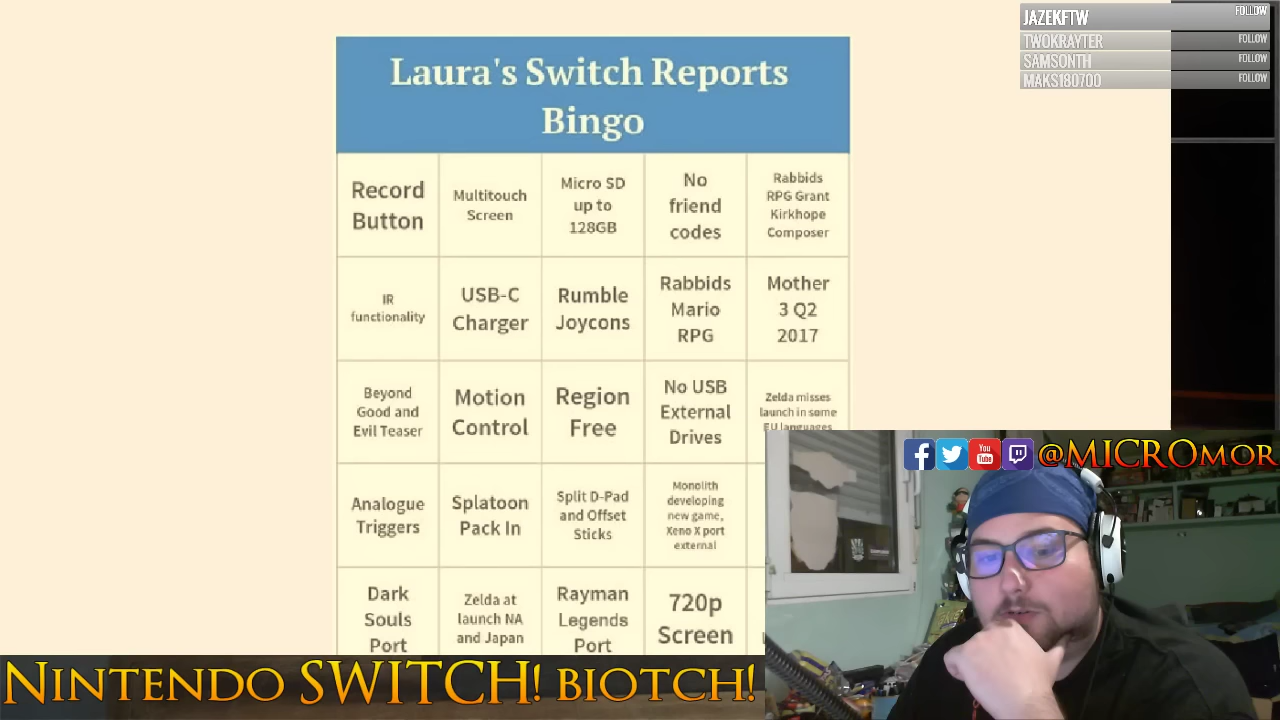 JAZEKFTW FOLLOW
TWOKRAYTER FOLLOW
SAMSONTH FOLLOW
MAKS180700 FOLLOW
Laura's Switch Reports
Bingo
Record
Button
Multitouch
Screen
Micro SD
up to
128GB
No
friend
codes
Rabbids
RPG Grant
Kirkhope
Composer
IR
functionality
USB-C
Charger
Rumble
Joycons
Rabbids
Mario
RPG
Mother
3 Q2
2017
Beyond
Good and
Evil Teaser
Motion
Control
Region
Free
No USB
External
Drives
Zelda misses
launch in some
EU languages
Analogue
Triggers
Splatoon
Pack In
Split D-Pad
and Offset
Sticks
Monolith
developing
new game,
Xeno X port
external
Dark
Souls
Port
Zelda at
launch NA
and Japan
Rayman
Legends
Port
720p
Screen
You
Tube
@MICROmor
Nintendo SWITCH! biotch!